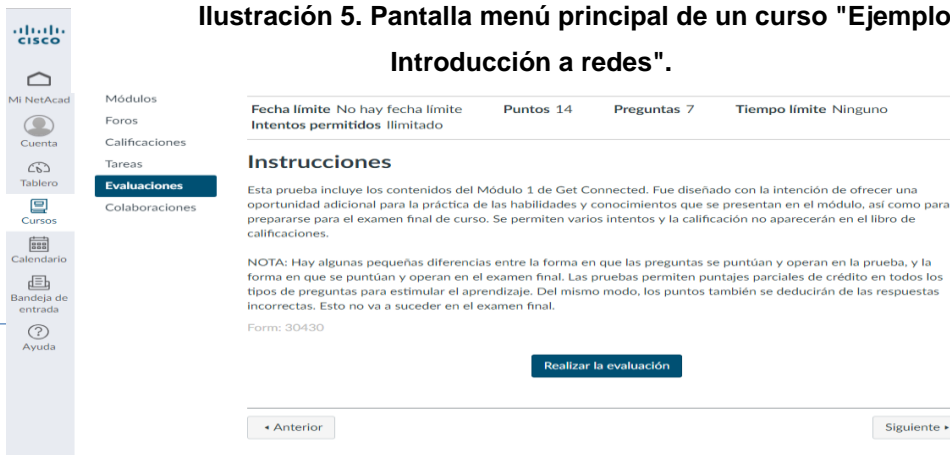 Ilustración 5. Pantalla menú principal de un curso "Ejemplo
Introducción a redes".
CISCO
Mi NetAcad
Cuenta
Tablero
Cursos
Calendario
Bandeja de
entrada
Ayuda
Módulos
Foros
Calificaciones
Tareas
Evaluaciones
Colaboraciones
Fecha límite No hay fecha límite Puntos 14 Preguntas 7 Tiempo límite Ninguno
Intentos permitidos Ilimitado
Instrucciones
Esta prueba incluye los contenidos del Módulo 1 de Get Connected. Fue diseñado con la intención de ofrecer una
oportunidad adicional para la práctica de las habilidades y conocimientos que se presentan en el módulo, así como para
prepararse para el examen final de curso. Se permiten varios intentos y la calificación no aparecerán en el libro de
calificaciones.
NOTA: Hay algunas pequeñas diferencias entre la forma en que las preguntas se puntúan y operan en la prueba, y la
forma en que se puntúan y operan en el examen final. Las pruebas permiten puntajes parciales de crédito en todos los
tipos de preguntas para estimular el aprendizaje. Del mismo modo, los puntos también se deducirán de las respuestas
incorrectas. Esto no va a suceder en el examen final.
Form: 30430
Realizar la evaluación
◂ Anterior
Siguiente ▸